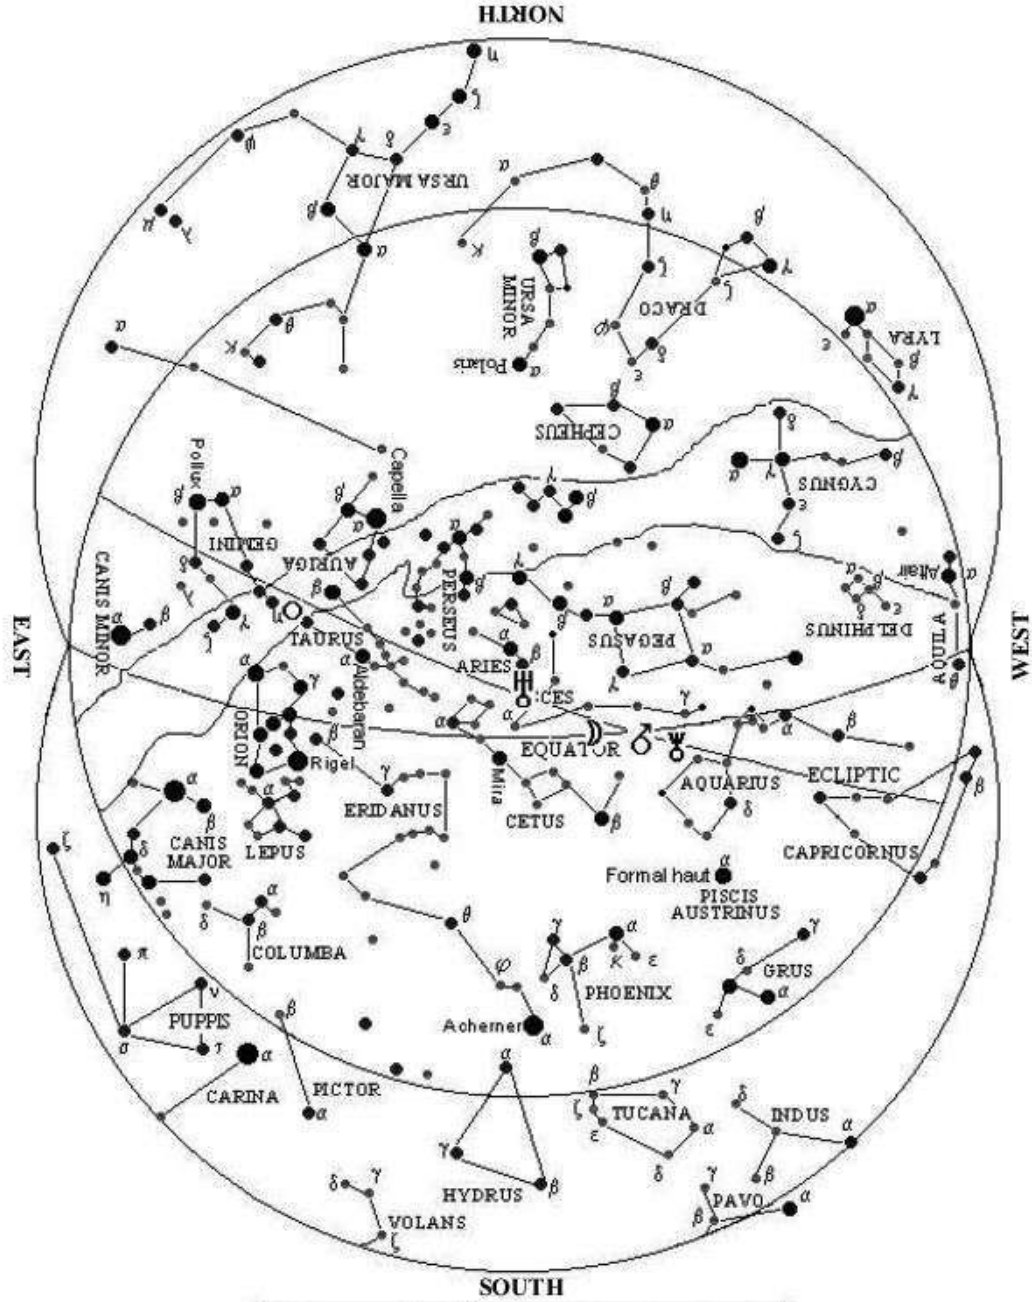 NORTH
URSA MAJOR
URSA
MINOR
DRACO
LYRA
Polaris
CEPHEUS
Pollux
Capella
CYGNUS
GEMINI
AURIGA
CANIS MINOR
PERSEUS
Altair
DELPHINUS
EAST
WEST
TAURUS
ARIES
PEGASUS
AQUILA
:CES
Aldebaran
ORION
Rigel
EQUATOR
Mira
AQUARIUS
ECLIPTIC
ERIDANUS
CETUS
CANIS
MAJOR
LEPUS
CAPRICORNUS
Formal haut
PISCIS
AUSTRINUS
COLUMBA
GRUS
PHOENIX
PUPPIS
Acherner
CARINA
PICTOR
TUCANA
INDUS
HYDRUS
PAVO
VOLANS
SOUTH